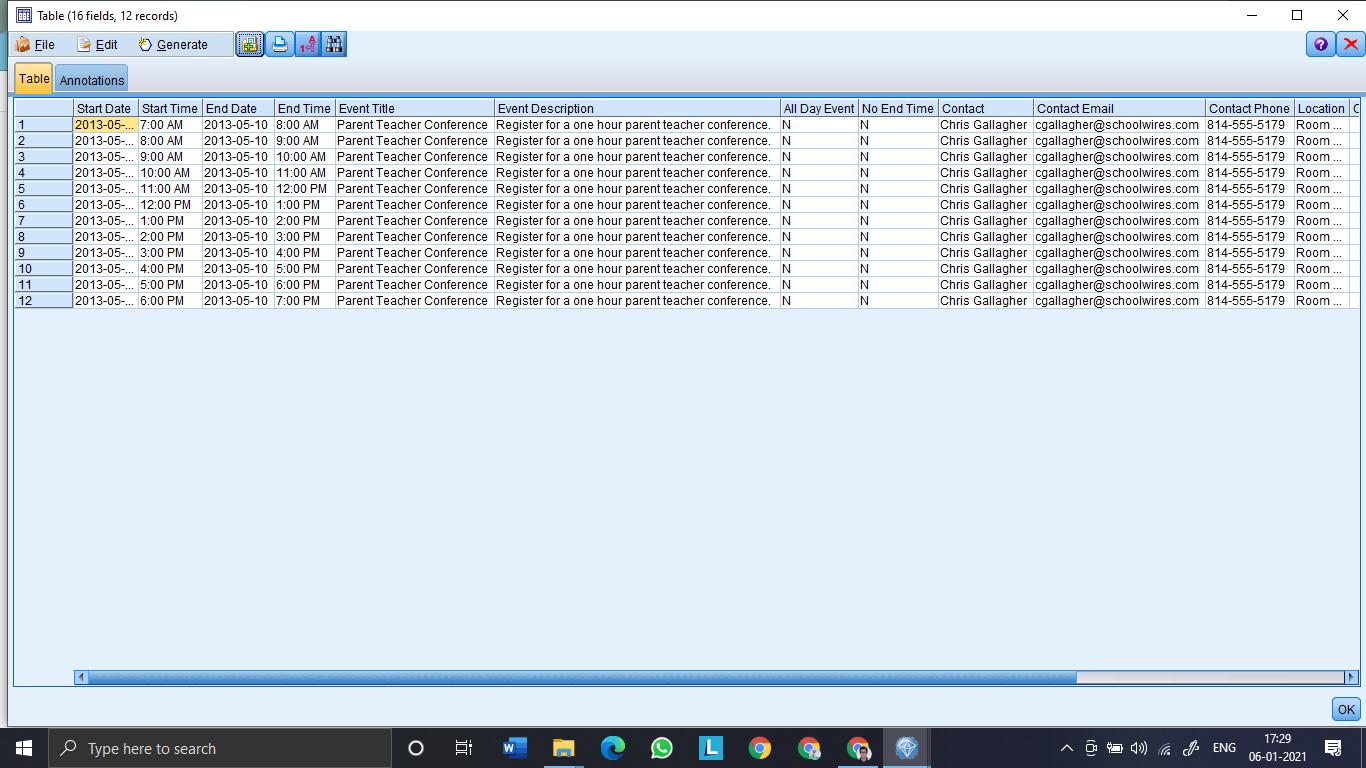 Table (16 fields, 12 records)
File Edit Generate
Table Annotations
Start Date Start Time End Date End Time Event Title Event Description All Day Event No End Time Contact Contact Email Contact Phone Location C
1 2013-05-... 7:00 AM 2013-05-10 8:00 AM Parent Teacher Conference Register for a one hour parent teacher conference. N N Chris Gallagher cgallagher@schoolwires.com 814-555-5179 Room ...
2 2013-05-... 8:00 AM 2013-05-10 9:00 AM Parent Teacher Conference Register for a one hour parent teacher conference. N N Chris Gallagher cgallagher@schoolwires.com 814-555-5179 Room ...
3 2013-05-... 9:00 AM 2013-05-10 10:00 AM Parent Teacher Conference Register for a one hour parent teacher conference. N N Chris Gallagher cgallagher@schoolwires.com 814-555-5179 Room ...
4 2013-05-... 10:00 AM 2013-05-10 11:00 AM Parent Teacher Conference Register for a one hour parent teacher conference. N N Chris Gallagher cgallagher@schoolwires.com 814-555-5179 Room ...
5 2013-05-... 11:00 AM 2013-05-10 12:00 PM Parent Teacher Conference Register for a one hour parent teacher conference. N N Chris Gallagher cgallagher@schoolwires.com 814-555-5179 Room ...
6 2013-05-... 12:00 PM 2013-05-10 1:00 PM Parent Teacher Conference Register for a one hour parent teacher conference. N N Chris Gallagher cgallagher@schoolwires.com 814-555-5179 Room ...
7 2013-05-... 1:00 PM 2013-05-10 2:00 PM Parent Teacher Conference Register for a one hour parent teacher conference. N N Chris Gallagher cgallagher@schoolwires.com 814-555-5179 Room ...
8 2013-05-... 2:00 PM 2013-05-10 3:00 PM Parent Teacher Conference Register for a one hour parent teacher conference. N N Chris Gallagher cgallagher@schoolwires.com 814-555-5179 Room ...
9 2013-05-... 3:00 PM 2013-05-10 4:00 PM Parent Teacher Conference Register for a one hour parent teacher conference. N N Chris Gallagher cgallagher@schoolwires.com 814-555-5179 Room ...
10 2013-05-... 4:00 PM 2013-05-10 5:00 PM Parent Teacher Conference Register for a one hour parent teacher conference. N N Chris Gallagher cgallagher@schoolwires.com 814-555-5179 Room ...
11 2013-05-... 5:00 PM 2013-05-10 6:00 PM Parent Teacher Conference Register for a one hour parent teacher conference. N N Chris Gallagher cgallagher@schoolwires.com 814-555-5179 Room ...
12 2013-05-... 6:00 PM 2013-05-10 7:00 PM Parent Teacher Conference Register for a one hour parent teacher conference. N N Chris Gallagher cgallagher@schoolwires.com 814-555-5179 Room ...
OK
Type here to search
ENG
17:29
06-01-2021